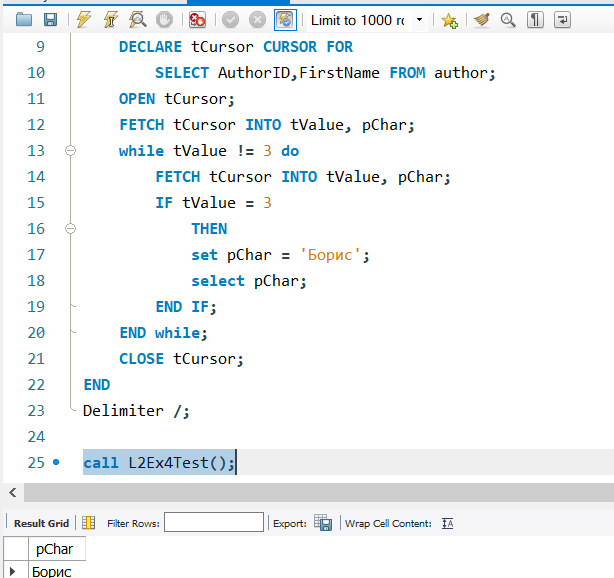 Limit to 1000 rc
9 DECLARE tCursor CURSOR FOR
10 SELECT AuthorID,FirstName FROM author;
11 OPEN tCursor;
12 FETCH tCursor INTO tValue, pChar;
13 while tValue != 3 do
14 FETCH tCursor INTO tValue, pChar;
15 IF tValue = 3
16 THEN
17 set pChar = 'Борис';
18 select pChar;
19 END IF;
20 END while;
21 CLOSE tCursor;
22 END
23 Delimiter /;
24
25 call L2Ex4Test();
Result Grid Filter Rows: Export: Wrap Cell Content:
pChar
Борис